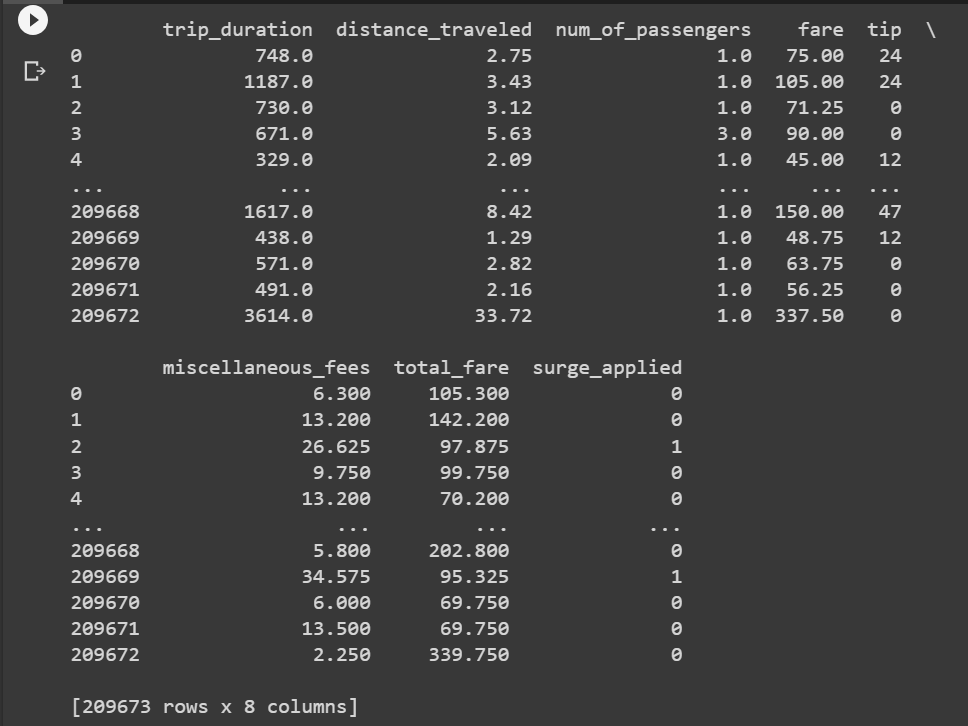 trip_duration  distance_traveled  num_of_passengers    fare  tip  \
0               748.0               2.75                1.0   75.00   24
1              1187.0               3.43                1.0  105.00   24
2               730.0               3.12                1.0   71.25    0
3               671.0               5.63                3.0   90.00    0
4               329.0               2.09                1.0   45.00   12
...               ...                ...                ...     ...  ...
209668         1617.0               8.42                1.0  150.00   47
209669          438.0               1.29                1.0   48.75   12
209670          571.0               2.82                1.0   63.75    0
209671          491.0               2.16                1.0   56.25    0
209672         3614.0              33.72                1.0  337.50    0

        miscellaneous_fees  total_fare  surge_applied
0                    6.300     105.300              0
1                   13.200     142.200              0
2                   26.625      97.875              1
3                    9.750      99.750              0
4                   13.200      70.200              0
...                    ...         ...            ...
209668               5.800     202.800              0
209669              34.575      95.325              1
209670               6.000      69.750              0
209671              13.500      69.750              0
209672               2.250     339.750              0

[209673 rows x 8 columns]